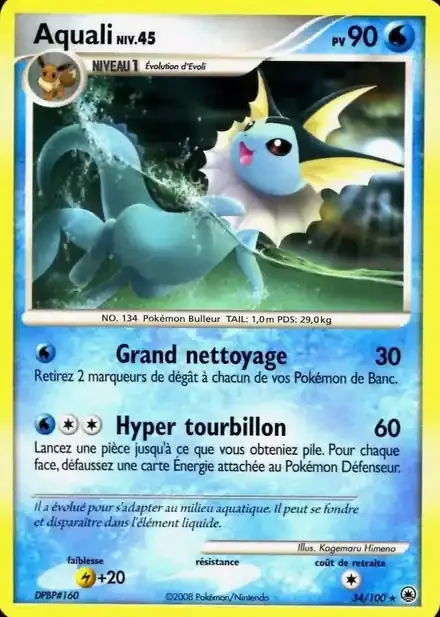 Aquali NIV.45 PV 90
NIVEAU 1 Évolution d'Evoli
NO. 134 Pokémon Bulleur TAIL: 1,0m PDS: 29,0kg
Grand nettoyage 30
Retirez 2 marqueurs de dégât à chacun de vos Pokémon de Banc.
Hyper tourbillon 60
Lancez une pièce jusqu'à ce que vous obteniez pile. Pour chaque
face, défaussez une carte Énergie attachée au Pokémon Défenseur.
Il a évolué pour s'adapter au milieu aquatique. Il peut se fondre
et disparaître dans l'élément liquide.
Illus. Kagemaru Himeno
faiblesse résistance coût de retraite
+20
DPBP#160 ©2008 Pokémon/Nintendo 34/100 ★